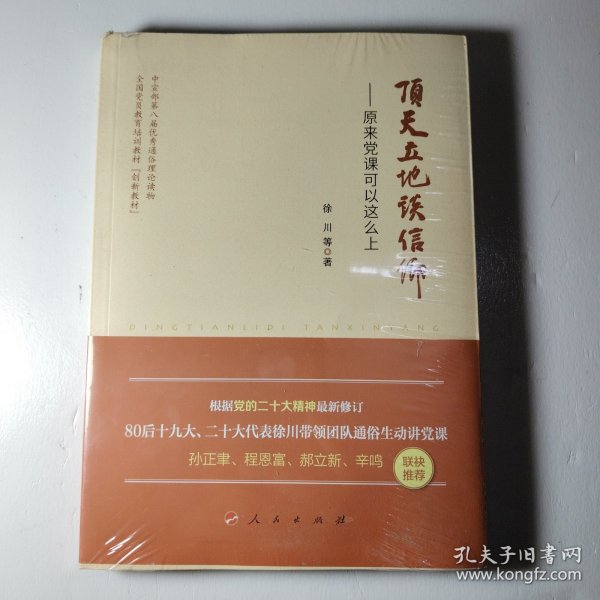 顶天立地谈信仰
——原来党课可以这么上
徐川等 著
中宣部第八届优秀通俗理论读物
全国党员教育培训教材“创新教材”
DINGTIANLIDI TANXINYANG
根据党的二十大精神最新修订
80后十九大、二十大代表徐川带领团队通俗生动讲党课
孙正聿、程恩富、郝立新、辛鸣
联袂
推荐
人民出版社
孔夫子旧书网
www.kongfz.com